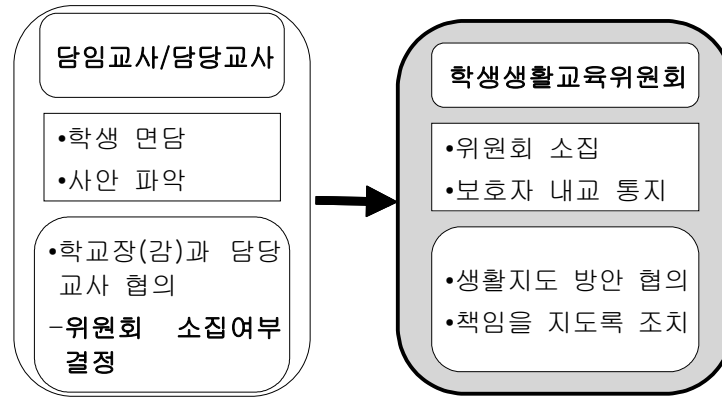 담임교사/담당교사
•학생 면담
•사안 파악
•학교장(감)과 담당
교사 협의
-위원회 소집여부
결정
학생생활교육위원회
•위원회 소집
•보호자 내교 통지
•생활지도 방안 협의
•책임을 지도록 조치